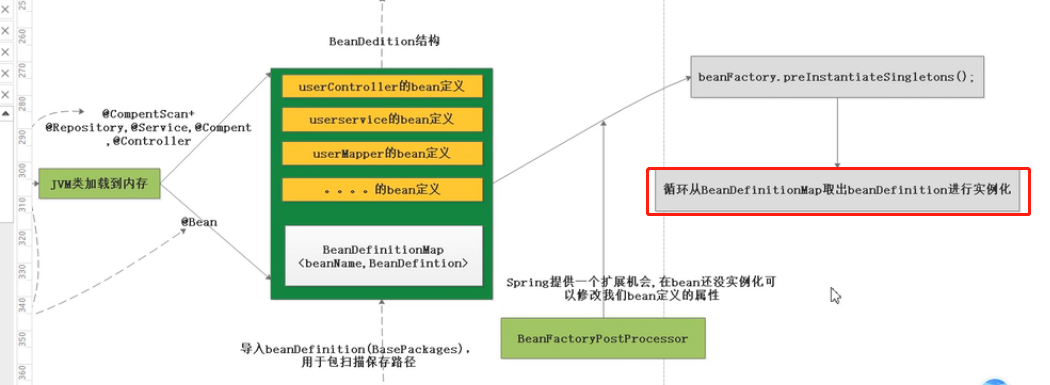 BeanDedition结构
userController的bean定义
userservice的bean定义
userMapper的bean定义
。。。。的bean定义
BeanDefinitionMap
<beanName,BeanDefintion>
@CompentScan+
@Repository,@Service,@Compent
,@Controller
JVM类加载到内存
@Bean
导入beanDefinition(BasePackages),
用于包扫描保存路径
beanFactory.preInstantiateSingletons();
循环从BeanDefinitionMap取出beanDefinition进行实例化
Spring提供一个扩展机会,在bean还没实例化可
以修改我们bean定义的属性
BeanFactoryPostProcessor
280
290
300
310
320
330
340
350
360